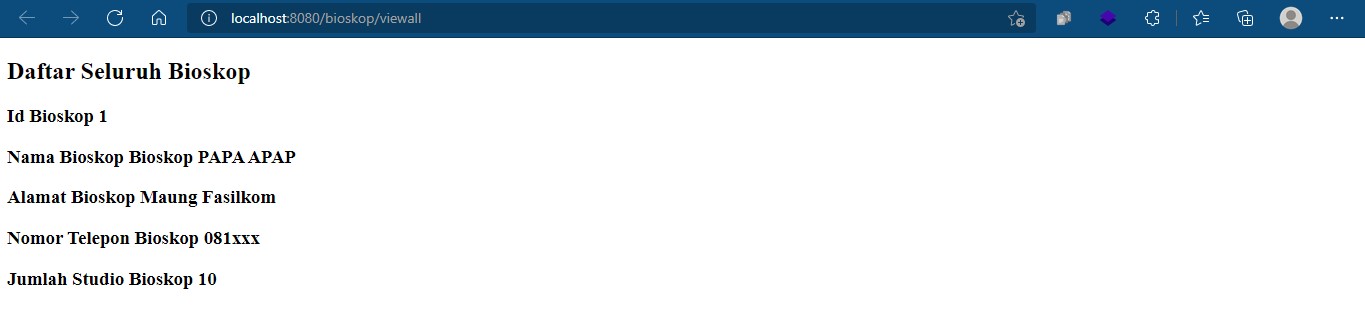 localhost:8080/bioskop/viewall
Daftar Seluruh Bioskop
Id Bioskop 1
Nama Bioskop Bioskop PAPA APAP
Alamat Bioskop Maung Fasilkom
Nomor Telepon Bioskop 081xxx
Jumlah Studio Bioskop 10